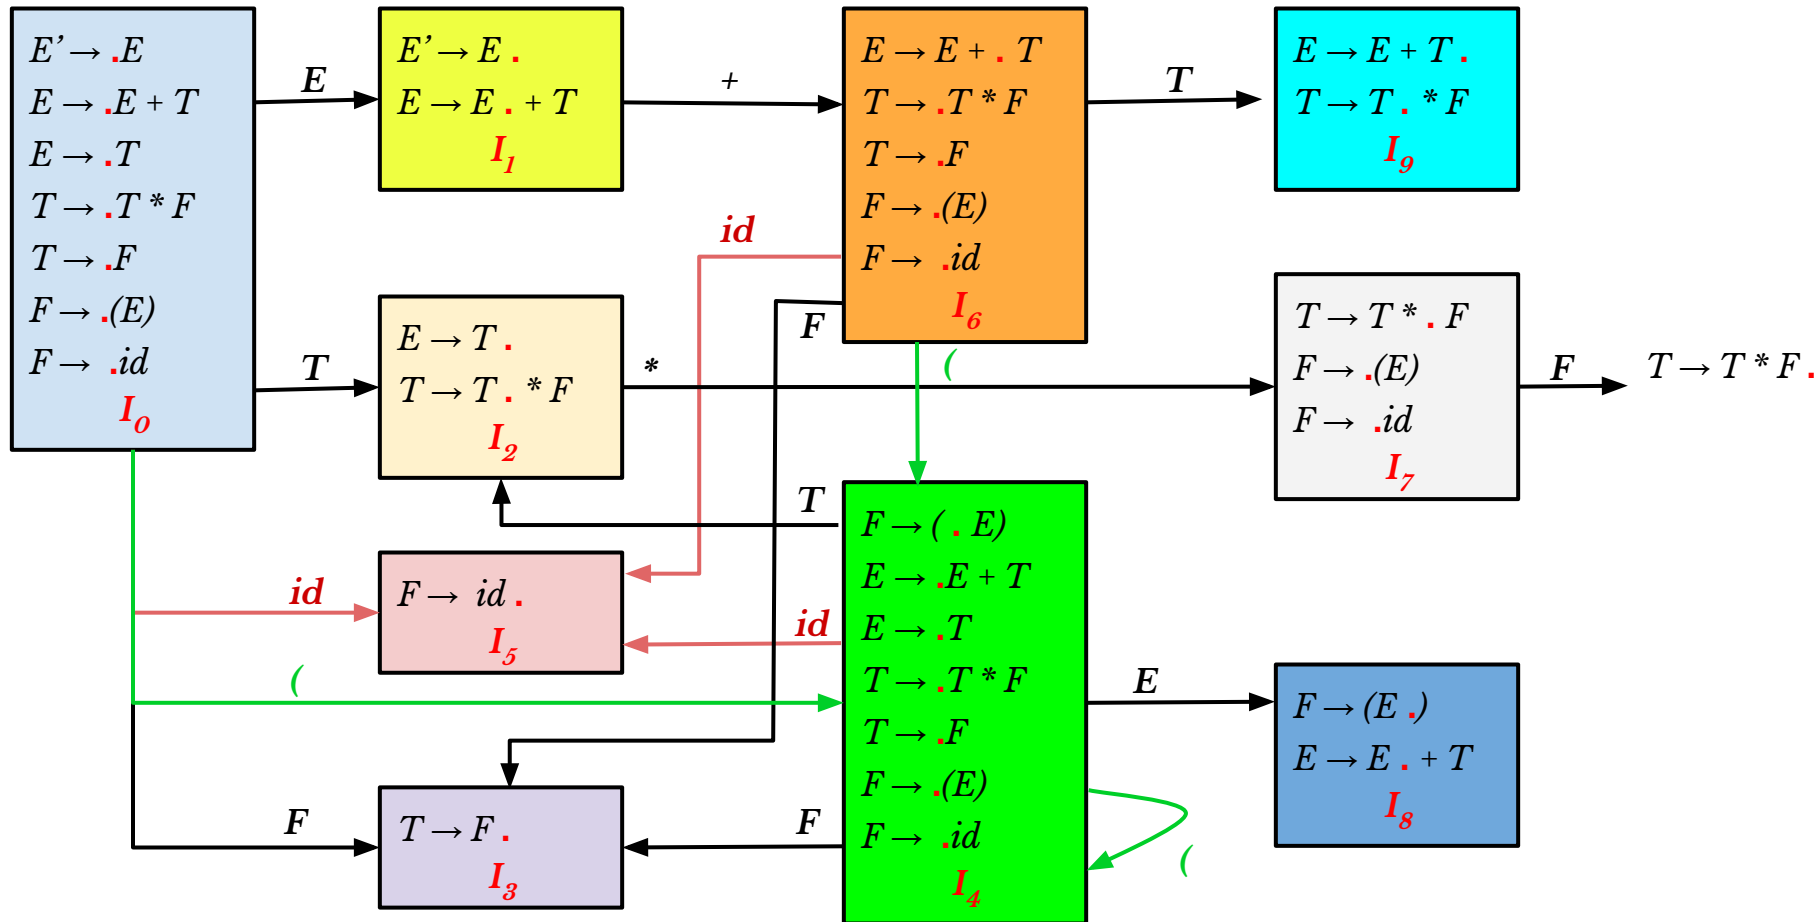 E’ → .E
E → .E + T
E → .T
T → .T * F
T → .F
F → .(E)
F → .id
I0
E
T
id
(
F
E’ → E .
E → E . + T
I1
+
E → T .
T → T . * F
I2
*
F → id .
I5
T → F .
I3
E → E + . T
T → .T * F
T → .F
F → .(E)
F → .id
I6
id
F
(
T
F → ( . E)
E → .E + T
E → .T
T → .T * F
T → .F
F → .(E)
F → .id
I4
T
id
F
E
(
E → E + T .
T → T . * F
I9
T → T * . F
F → .(E)
F → .id
I7
F
T → T * F .
F → (E .)
E → E . + T
I8